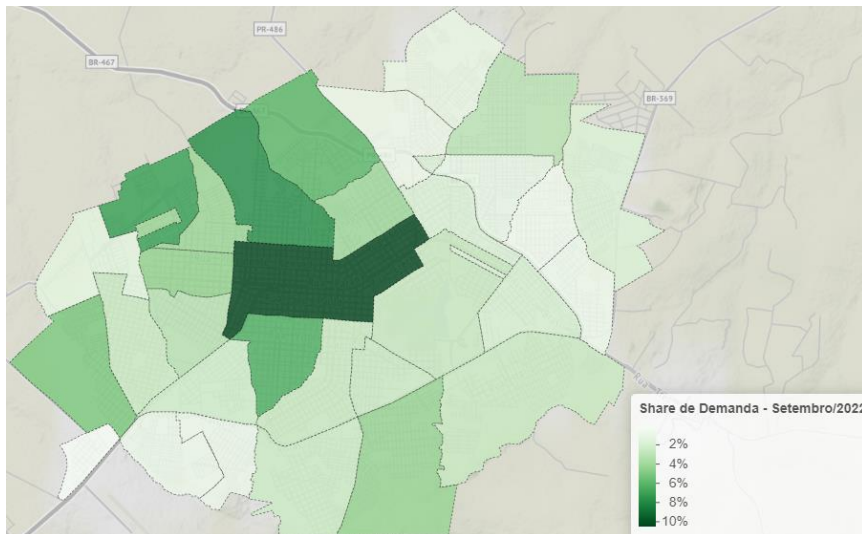 PR-486
BR-467
BR-369
Share de Demanda - Setembro/2022
2%
4%
6%
8%
10%